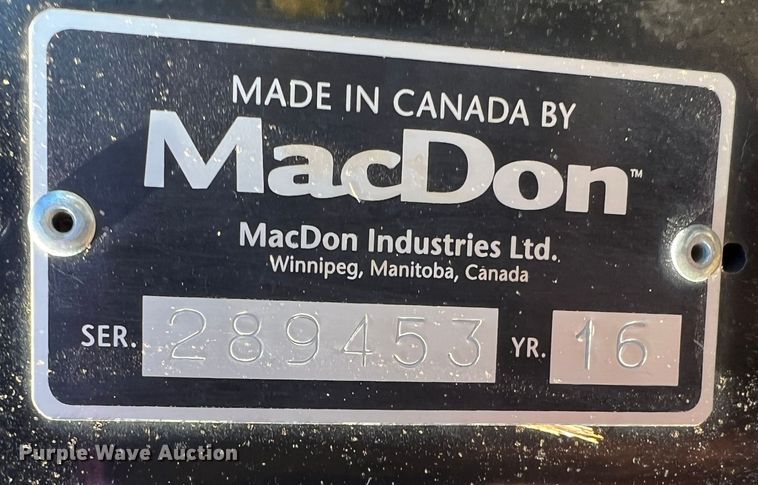 MADE IN CANADA BY
MacDon™
MacDon Industries Ltd.
Winnipeg, Manitoba, Canada
SER. 289453 YR. 16
Purple Wave Auction